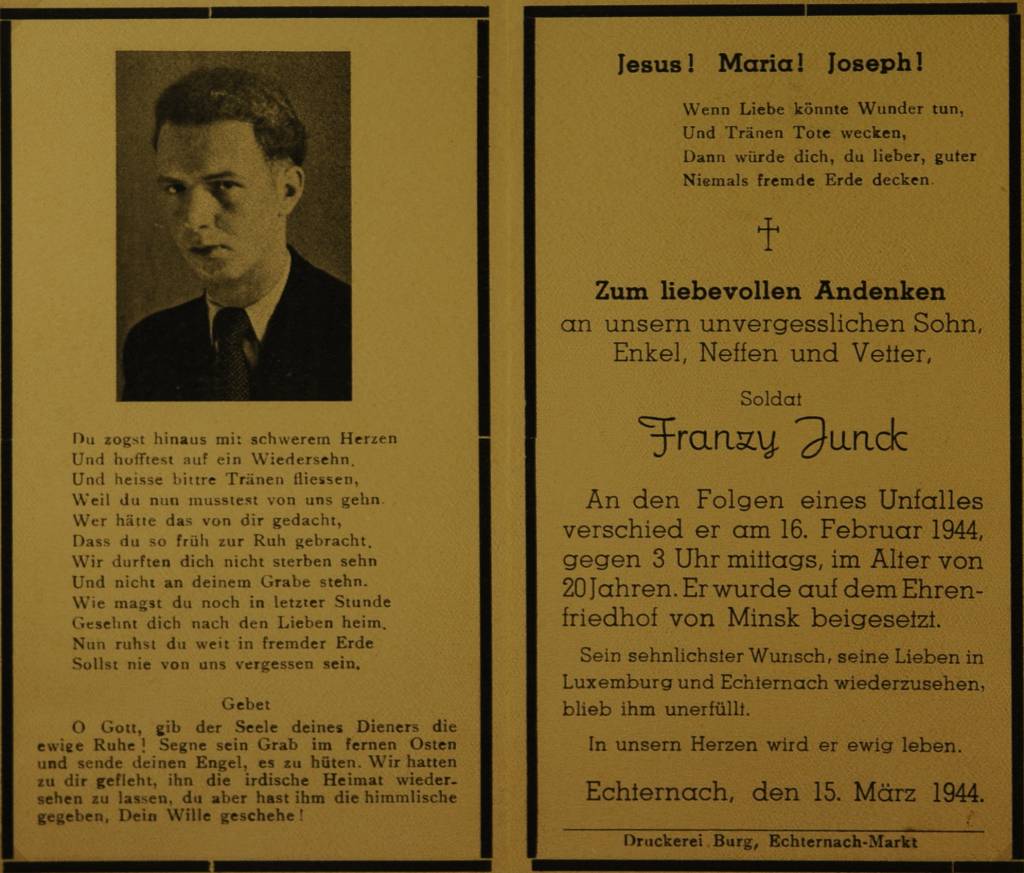 Du zogst hinaus mit schwerem Herzen
Und hofftest auf ein Wiedersehn.
Und heisse bittre Tränen fliessen,
Weil du nun musstest von uns gehn.
Wer hätte das von dir gedacht,
Dass du so früh zur Ruh gebracht.
Wir durften dich nicht sterben sehn
Und nicht an deinem Grabe stehn.
Wie magst du noch in letzter Stunde
Gesehnt dich nach den Lieben heim.
Nun ruhst du weit in fremder Erde
Sollst nie von uns vergessen sein.
Gebet
O Gott, gib der Seele deines Dieners die
ewige Ruhe! Segne sein Grab im fernen Osten
und sende deinen Engel, es zu hüten. Wir hatten
zu dir gefleht, ihn die irdische Heimat wieder-
sehen zu lassen, du aber hast ihm die himmlische
gegeben, Dein Wille geschehe!
Jesus! Maria! Joseph!
Wenn Liebe könnte Wunder tun,
Und Tränen Tote wecken,
Dann würde dich, du lieber, guter
Niemals fremde Erde decken.
Zum liebevollen Andenken
an unsern unvergesslichen Sohn,
Enkel, Neffen und Vetter,
Soldat
Franzy Junck
An den Folgen eines Unfalles
verschied er am 16. Februar 1944,
gegen 3 Uhr mittags, im Alter von
20 Jahren. Er wurde auf dem Ehren-
friedhof von Minsk beigesetzt.
Sein sehnlichster Wunsch, seine Lieben in
Luxemburg und Echternach wiederzusehen,
blieb ihm unerfüllt.
In unsern Herzen wird er ewig leben.
Echternach, den 15. März 1944.
Druckerei Burg, Echternach-Markt